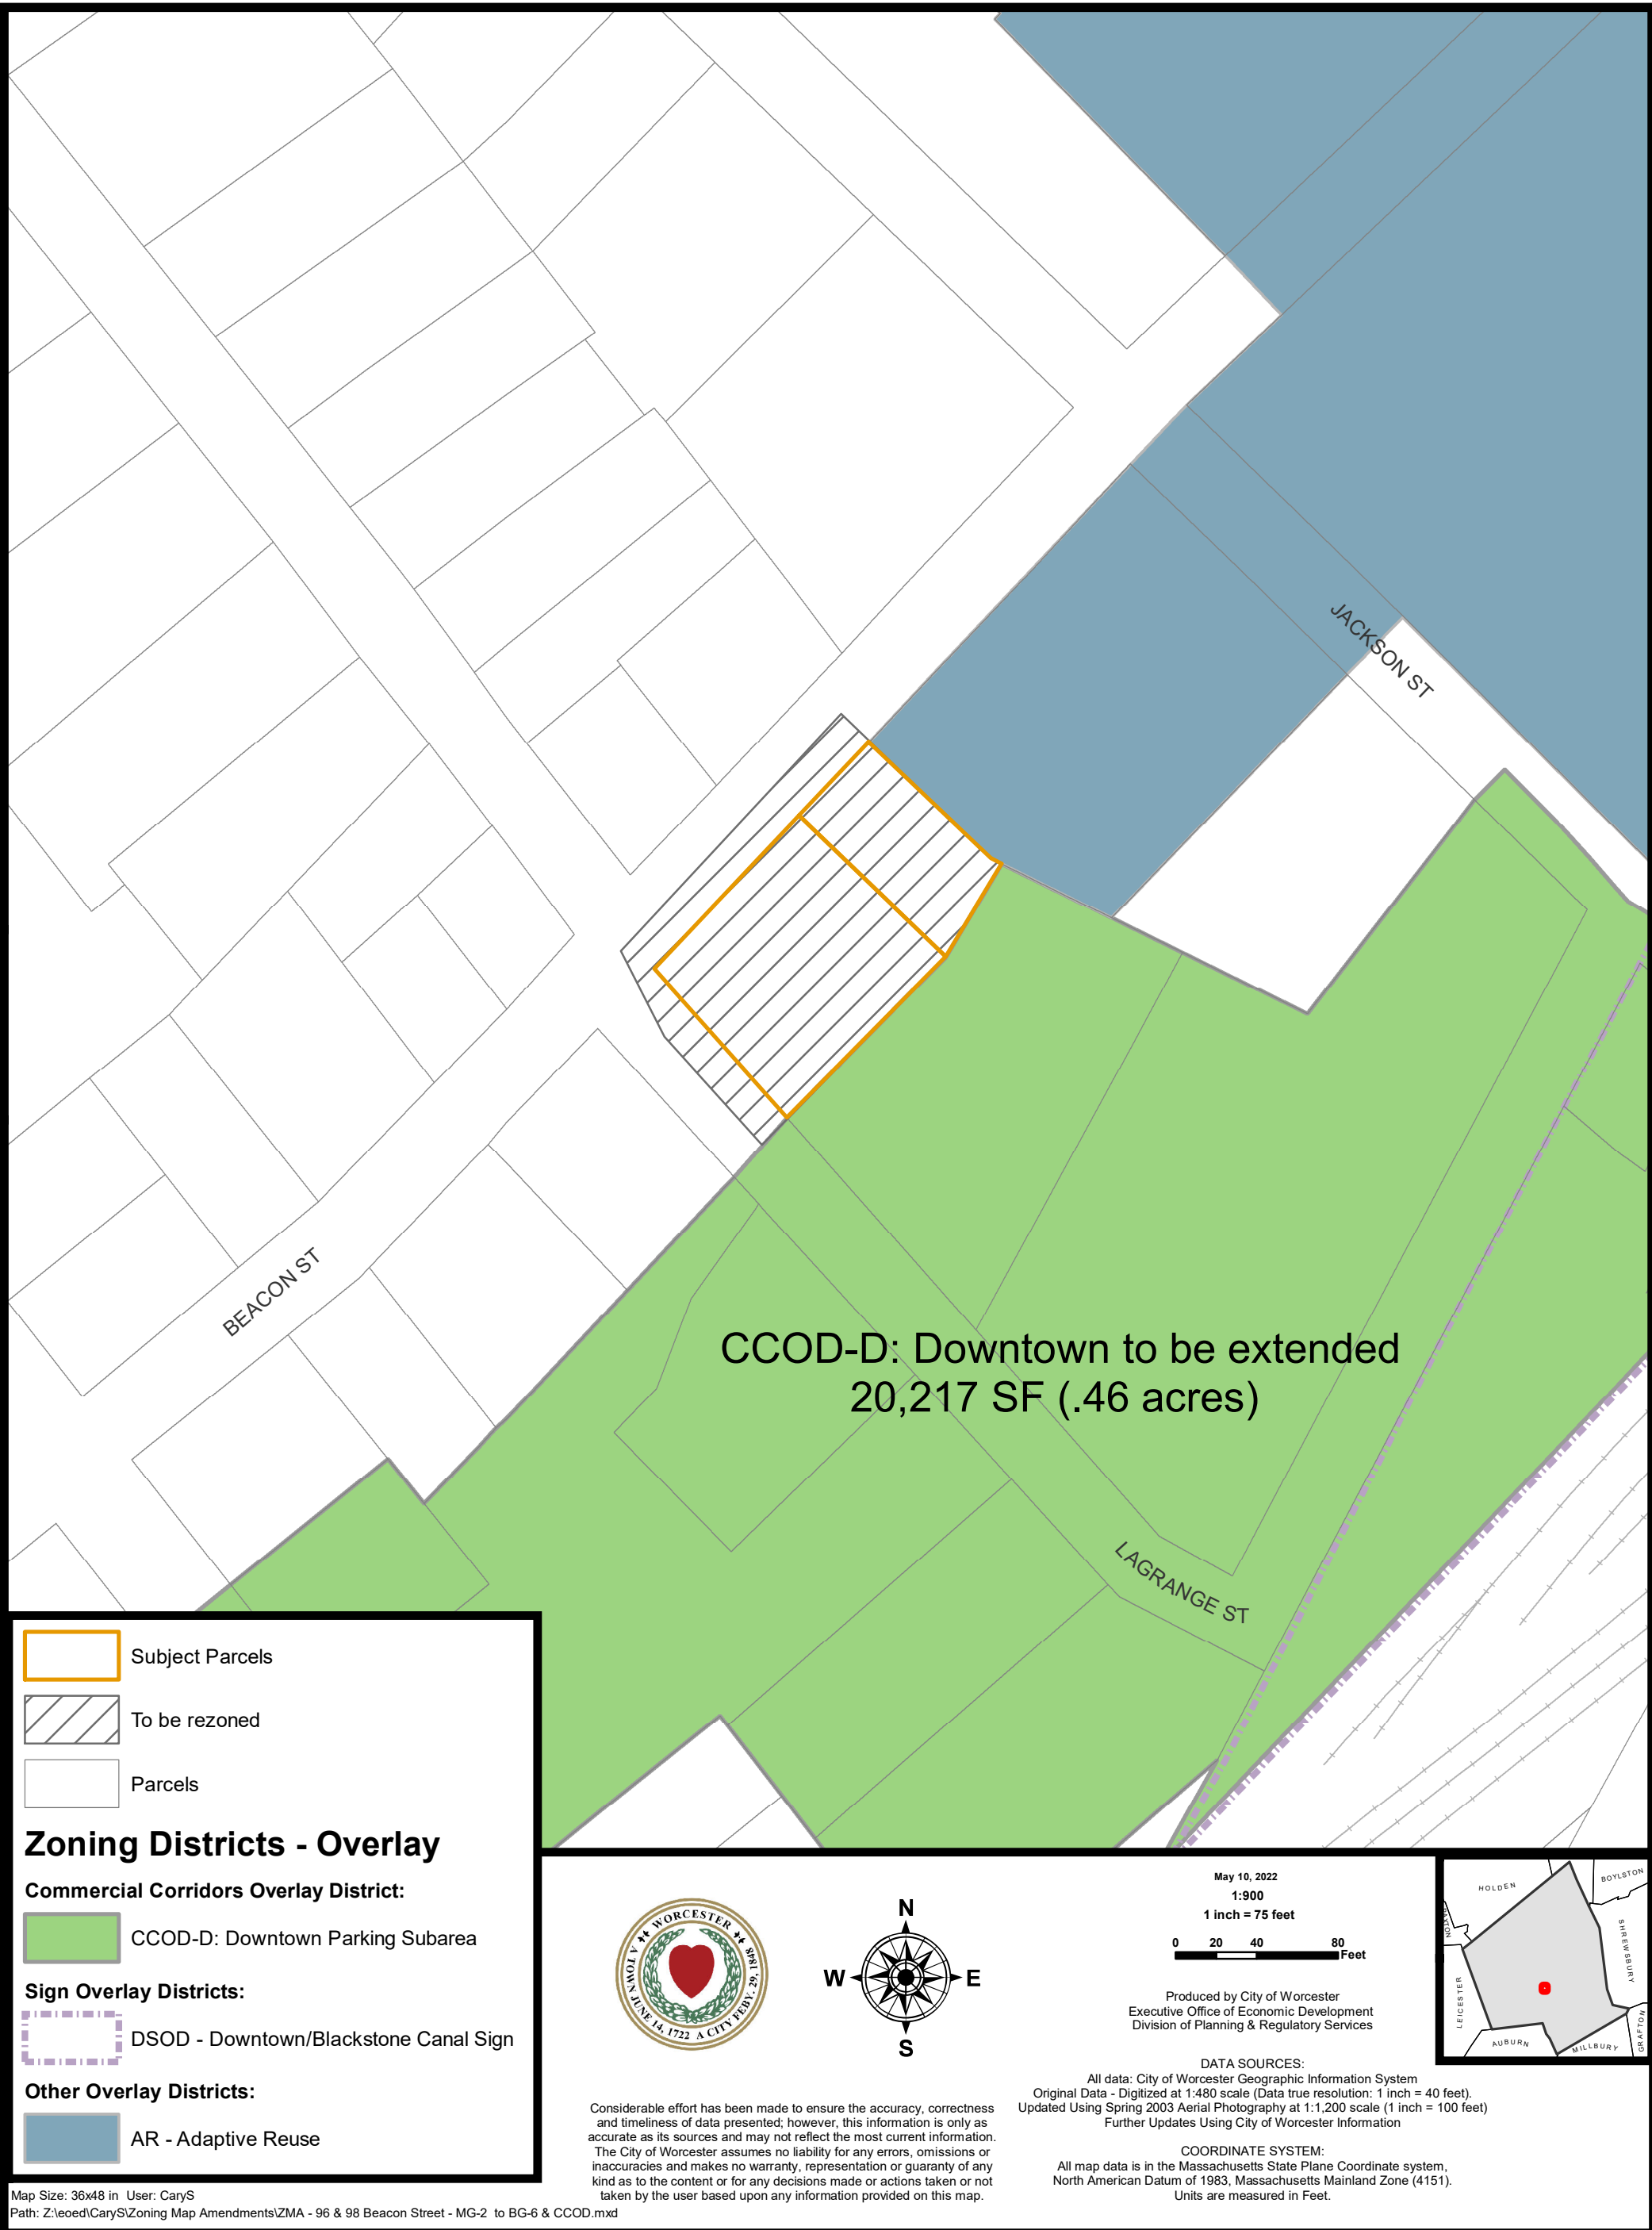 JACKSON ST
BEACON ST
CCOD-D: Downtown to be extended
20,217 SF (.46 acres)
LAGRANGE ST
Subject Parcels
To be rezoned
Parcels
Zoning Districts - Overlay
Commercial Corridors Overlay District:
CCOD-D: Downtown Parking Subarea
Sign Overlay Districts:
DSOD - Downtown/Blackstone Canal Sign
Other Overlay Districts:
AR - Adaptive Reuse
Map Size: 36x48 in User: CaryS
Path: Z:\eoed\CaryS\Zoning Map Amendments\ZMA - 96 & 98 Beacon Street - MG-2 to BG-6 & CCOD.mxd
WORCESTER
A TOWN JUNE 14, 1722 A CITY FEBY. 29, 1848
N
W
E
S
Considerable effort has been made to ensure the accuracy, correctness
and timeliness of data presented; however, this information is only as
accurate as its sources and may not reflect the most current information.
The City of Worcester assumes no liability for any errors, omissions or
inaccuracies and makes no warranty, representation or guaranty of any
kind as to the content or for any decisions made or actions taken or not
taken by the user based upon any information provided on this map.
May 10, 2022
1:900
1 inch = 75 feet
0 20 40 80
Feet
Produced by City of Worcester
Executive Office of Economic Development
Division of Planning & Regulatory Services
DATA SOURCES:
All data: City of Worcester Geographic Information System
Original Data - Digitized at 1:480 scale (Data true resolution: 1 inch = 40 feet).
Updated Using Spring 2003 Aerial Photography at 1:1,200 scale (1 inch = 100 feet)
Further Updates Using City of Worcester Information
COORDINATE SYSTEM:
All map data is in the Massachusetts State Plane Coordinate system,
North American Datum of 1983, Massachusetts Mainland Zone (4151).
Units are measured in Feet.
HOLDEN
BOYLSTON
SHREWSBURY
LEICESTER
AUBURN
MILLBURY
GRAFTON